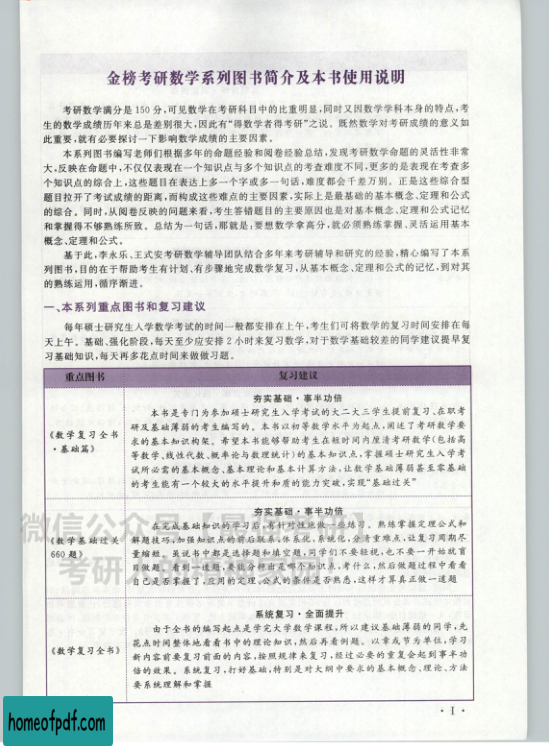 金榜考研数学系列图书简介及本书使用说明
考研数学满分是 150 分,可见数学在考研科目中的比重明显,同时又因数学学科本身的特点,考
生的数学成绩历年来总是差别很大,因此有“得数学者得考研”之说。既然数学对考研成绩的意义如
此重要,就有必要探讨一下影响数学成绩的主要因素。
本系列图书编写老师们根据多年的命题经验和阅卷经验总结,发现考研数学命题的灵活性非常
大,反映在命题中,不仅仅表现在一个知识点与多个知识点的考查难度不同,更多的是表现在考查多
个知识点的综合上,这些题目在表达上多一个字或多一句话,难度都会千差万别。正是这些综合型
题目拉开了考试成绩的距离,而构成这些难点的主要因素,实际上是最基础的基本概念、定理和公式
的综合。同时,从阅卷反映的问题来看,考生答错题目的主要原因也是对基本概念、定理和公式记忆
和掌握得不够熟练所致。总结为一句话,那就是:要想数学拿高分,就必须熟练掌握、灵活运用基本
概念、定理和公式。
基于此,李永乐、王式安考研数学辅导团队结合多年来考研辅导和研究的经验,精心编写了本系
列图书,目的在于帮助考生有计划、有步骤地完成数学复习,从基本概念、定理和公式的记忆,到对其
的熟练运用,循序渐进。
一、本系列重点图书和复习建议
每年硕士研究生入学数学考试的时间一般都安排在上午,考生们可将数学的复习时间安排在每
天上午。基础、强化阶段,每天至少应安排 2 小时来复习数学,对于数学基础较差的同学建议提早复
习基础知识,每天再多花点时间来做做习题。
重点图书 复习建议
《数学复习全书
·基础篇》
夯实基础·事半功倍
本书是专门为参加硕士研究生入学考试的大二大三学生提前复习、在职考
研及基础薄弱的考生编写的。本书以初等数学水平为起点,阐述了考研数学要
求的基本知识构架。希望本书能够帮助考生在短时间内厘清考研数学(包括高
等数学、线性代数、概率论与数理统计)的基本知识点,掌握硕士研究生入学考
试所必需的基本概念、基本理论和基本计算方法,让数学基础薄弱甚至零基础
的考生能有一个较大的水平提升和质的能力突破,实现“基础过关”
《数学基础过关
660 题》
夯实基础·事半功倍
在完成基础知识的学习后,有针对性地做一些练习。熟练掌握定理公式和
解题技巧,加强知识点的前后联系,体系化、系统化,分清重难点,让复习周期尽
量缩短。虽说书中都是选择题和填空题,同学们不要轻视,也不要一开始就盲
目做题。看到一道题,要能分辨出是哪个知识点,考什么,然后做题过程中看看
自己是否掌握了,应用的定理、公式的条件是否熟悉,这样才算真正做一道题
《数学复习全书》
系统复习·全面提升
由于全书的编写起点是学完大学数学课程,所以建议基础薄弱的同学,先
花点时间整体地看看书中的理论知识,然后再看例题。以章或节为单位,学习
新内容前要复习前面的内容,按照规律来复习,经过必要的重复会起到事半功
倍的效果。系统复习,打好基础,特别是对大纲中要求的基本概念、理论、方法
要系统理解和掌握
· I ·
homeofpdf.com